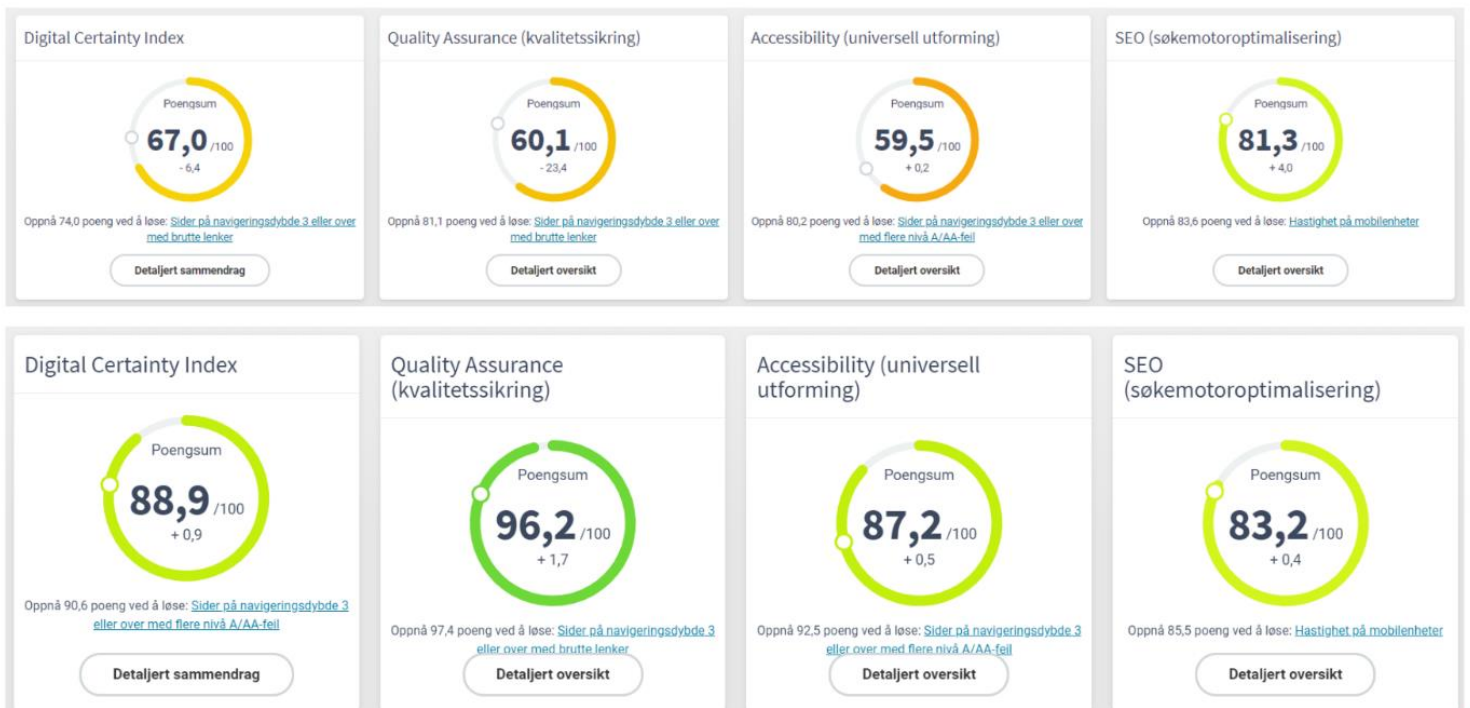 Digital Certainty Index
Poengsum
67,0 /100
- 6,4
Oppnå 74,0 poeng ved å løse: Sider på navigeringsdybde 3 eller over
med brutte lenker
Detaljert sammendrag
Quality Assurance (kvalitetssikring)
Poengsum
60,1 /100
- 23,4
Oppnå 81,1 poeng ved å løse: Sider på navigeringsdybde 3 eller over
med brutte lenker
Detaljert oversikt
Accessibility (universell utforming)
Poengsum
59,5 /100
+ 0,2
Oppnå 80,2 poeng ved å løse: Sider på navigeringsdybde 3 eller over
med flere nivå A/AA-feil
Detaljert oversikt
SEO (søkemotoroptimalisering)
Poengsum
81,3 /100
+ 4,0
Oppnå 83,6 poeng ved å løse: Hastighet på mobilenheter
Detaljert oversikt
Digital Certainty Index
Poengsum
88,9 /100
+ 0,9
Oppnå 90,6 poeng ved å løse: Sider på navigeringsdybde 3
eller over med flere nivå A/AA-feil
Detaljert sammendrag
Quality Assurance
(kvalitetssikring)
Poengsum
96,2 /100
+ 1,7
Oppnå 97,4 poeng ved å løse: Sider på navigeringsdybde 3
eller over med brutte lenker
Detaljert oversikt
Accessibility (universell
utforming)
Poengsum
87,2 /100
+ 0,5
Oppnå 92,5 poeng ved å løse: Sider på navigeringsdybde 3
eller over med flere nivå A/AA-feil
Detaljert oversikt
SEO
(søkemotoroptimalisering)
Poengsum
83,2 /100
+ 0,4
Oppnå 85,5 poeng ved å løse: Hastighet på mobilenheter
Detaljert oversikt